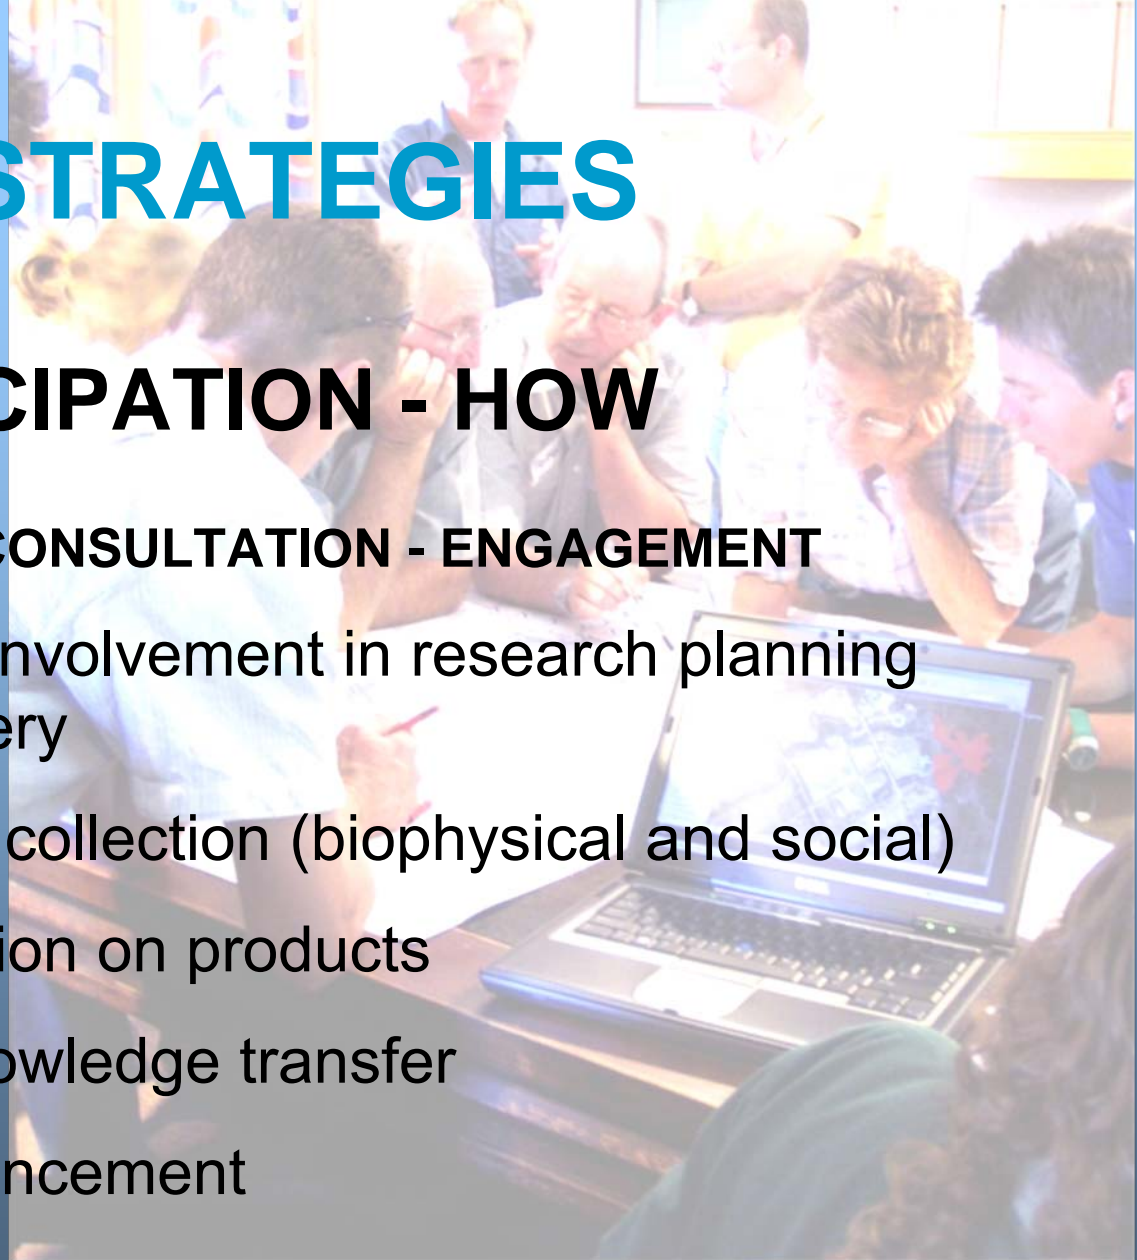 STRATEGIES
CIPATION - HOW
CONSULTATION - ENGAGEMENT
nvolvement in research planning
ery
collection (biophysical and social)
ion on products
owledge transfer
ncement